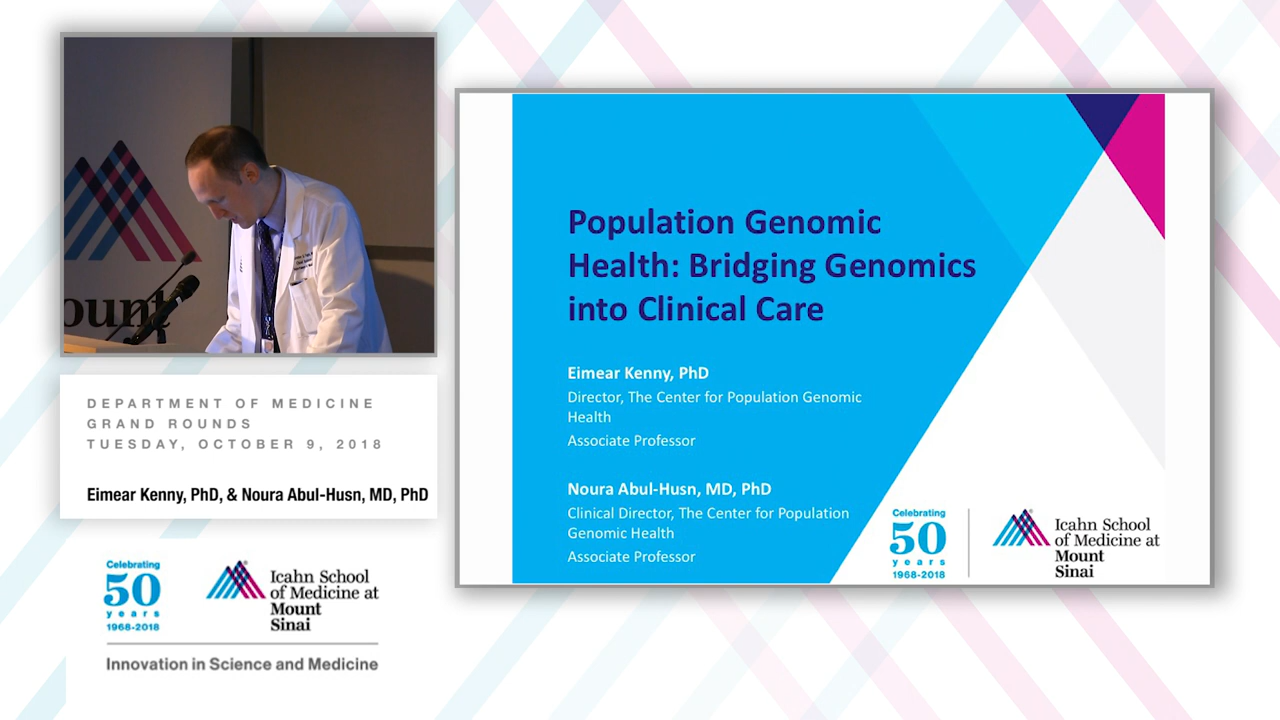 ount
DEPARTMENT OF MEDICINE
GRAND ROUNDS
TUESDAY, OCTOBER 9, 2018
Eimear Kenny, PhD, & Noura Abul-Husn, MD, PhD
Celebrating
50
years
1968-2018
Icahn School
of Medicine at
Mount
Sinai
Innovation in Science and Medicine
Population Genomic
Health: Bridging Genomics
into Clinical Care
Eimear Kenny, PhD
Director, The Center for Population Genomic
Health
Associate Professor
Noura Abul-Husn, MD, PhD
Clinical Director, The Center for Population
Genomic Health
Associate Professor
Celebrating
50
years
1968-2018
Icahn School
of Medicine at
Mount
Sinai